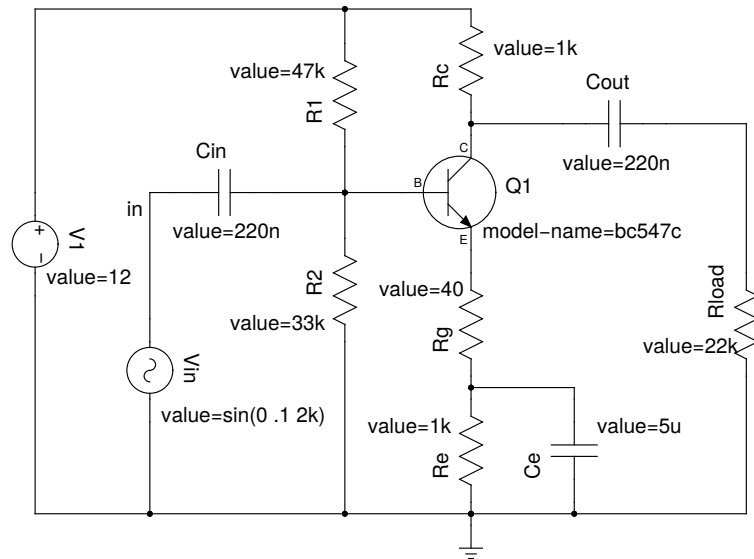 value=47k
R1
value=1k
Rc
Cout
value=220n
Cin
value=220n
in
B
C
E
Q1
model-name=bc547c
V1
value=12
R2
value=33k
value=40
Rg
Rload
value=22k
Vin
value=sin(0 .1 2k)
value=1k
Re
value=5u
Ce